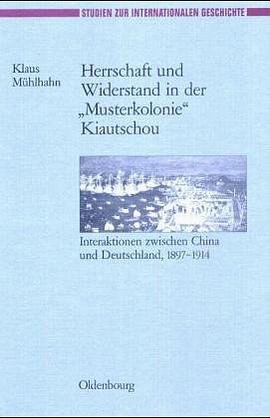 STUDIEN ZUR INTERNATIONALEN GESCHICHTE
Klaus
Mühlhahn
Herrschaft und
Widerstand in der
„Musterkolonie“
Kiautschou
Interaktionen zwischen China
und Deutschland, 1897–1914
Oldenbourg